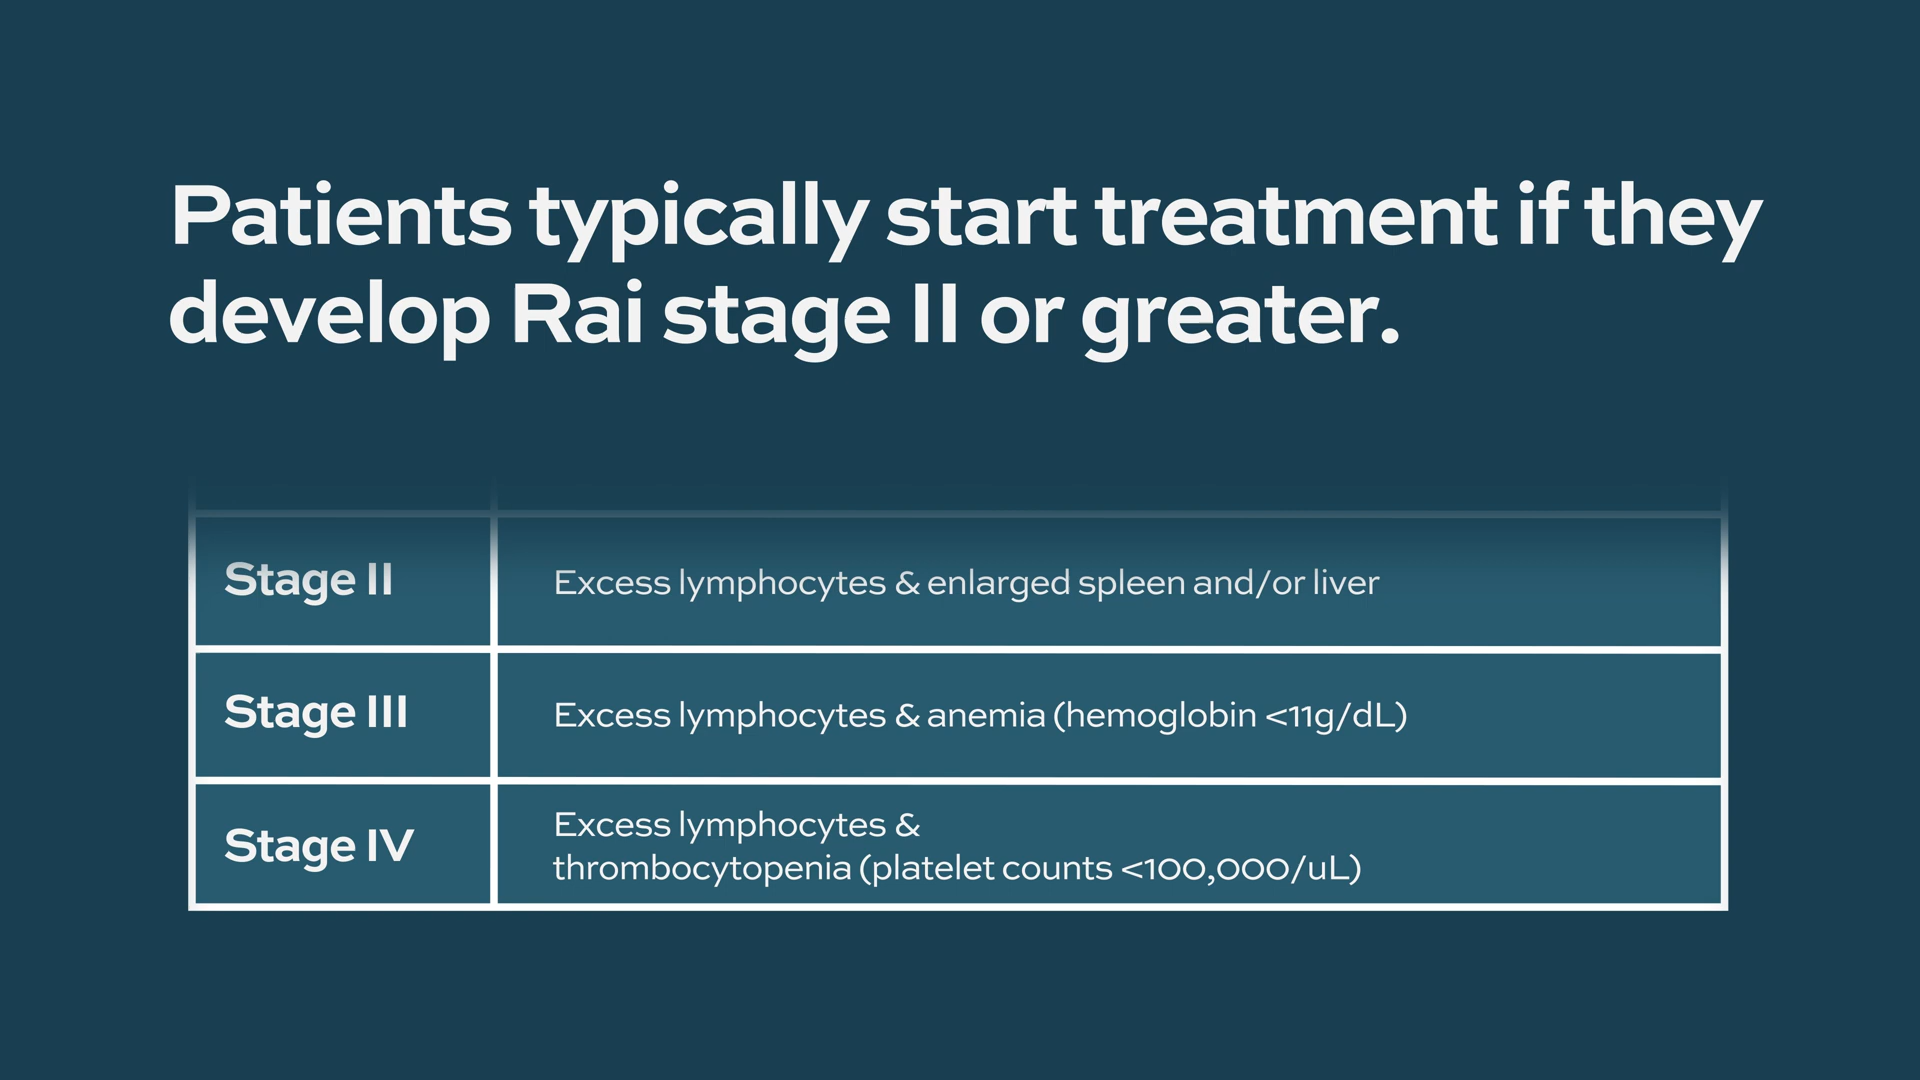 Patients typically start treatment if they
develop Rai stage II or greater.
Stage II
Excess lymphocytes & enlarged spleen and/or liver
Stage III
Excess lymphocytes & anemia (hemoglobin <11g/dL)
Stage IV
Excess lymphocytes &
thrombocytopenia (platelet counts <100,000/uL)